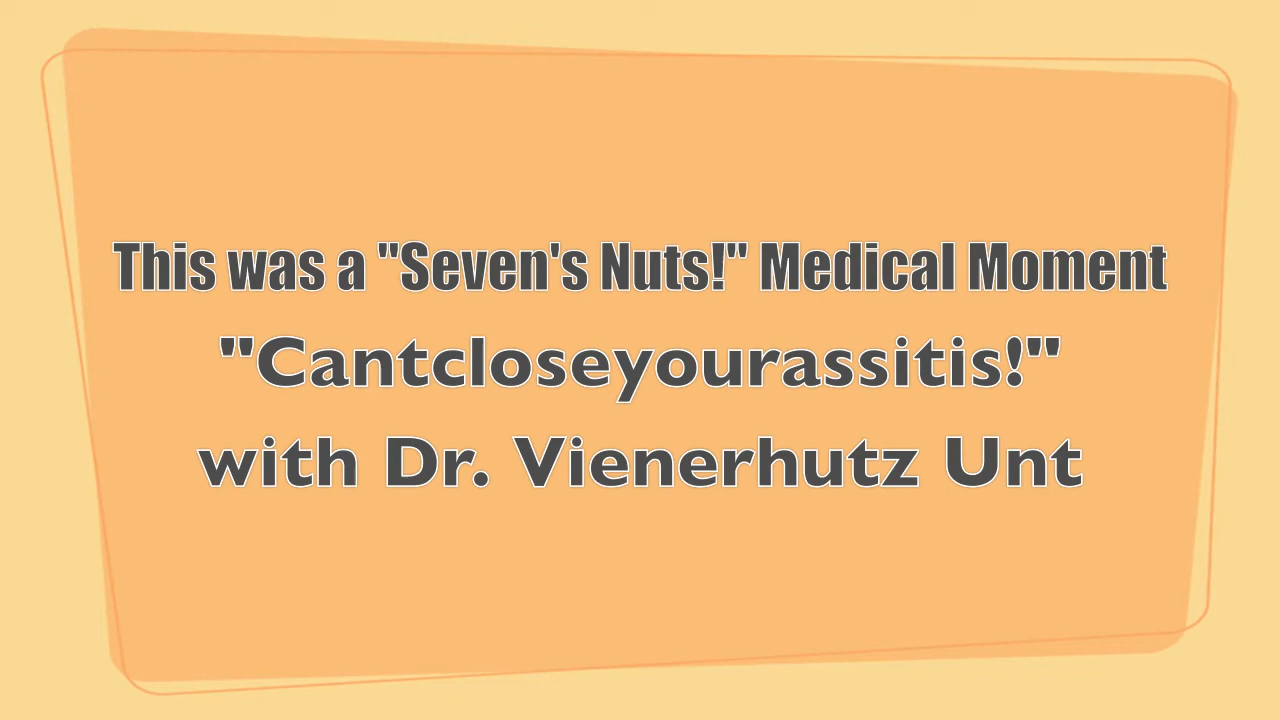 This was a "Seven's Nuts!" Medical Moment
"Cantcloseyourassitis!"
with Dr. Vienerhutz Unt